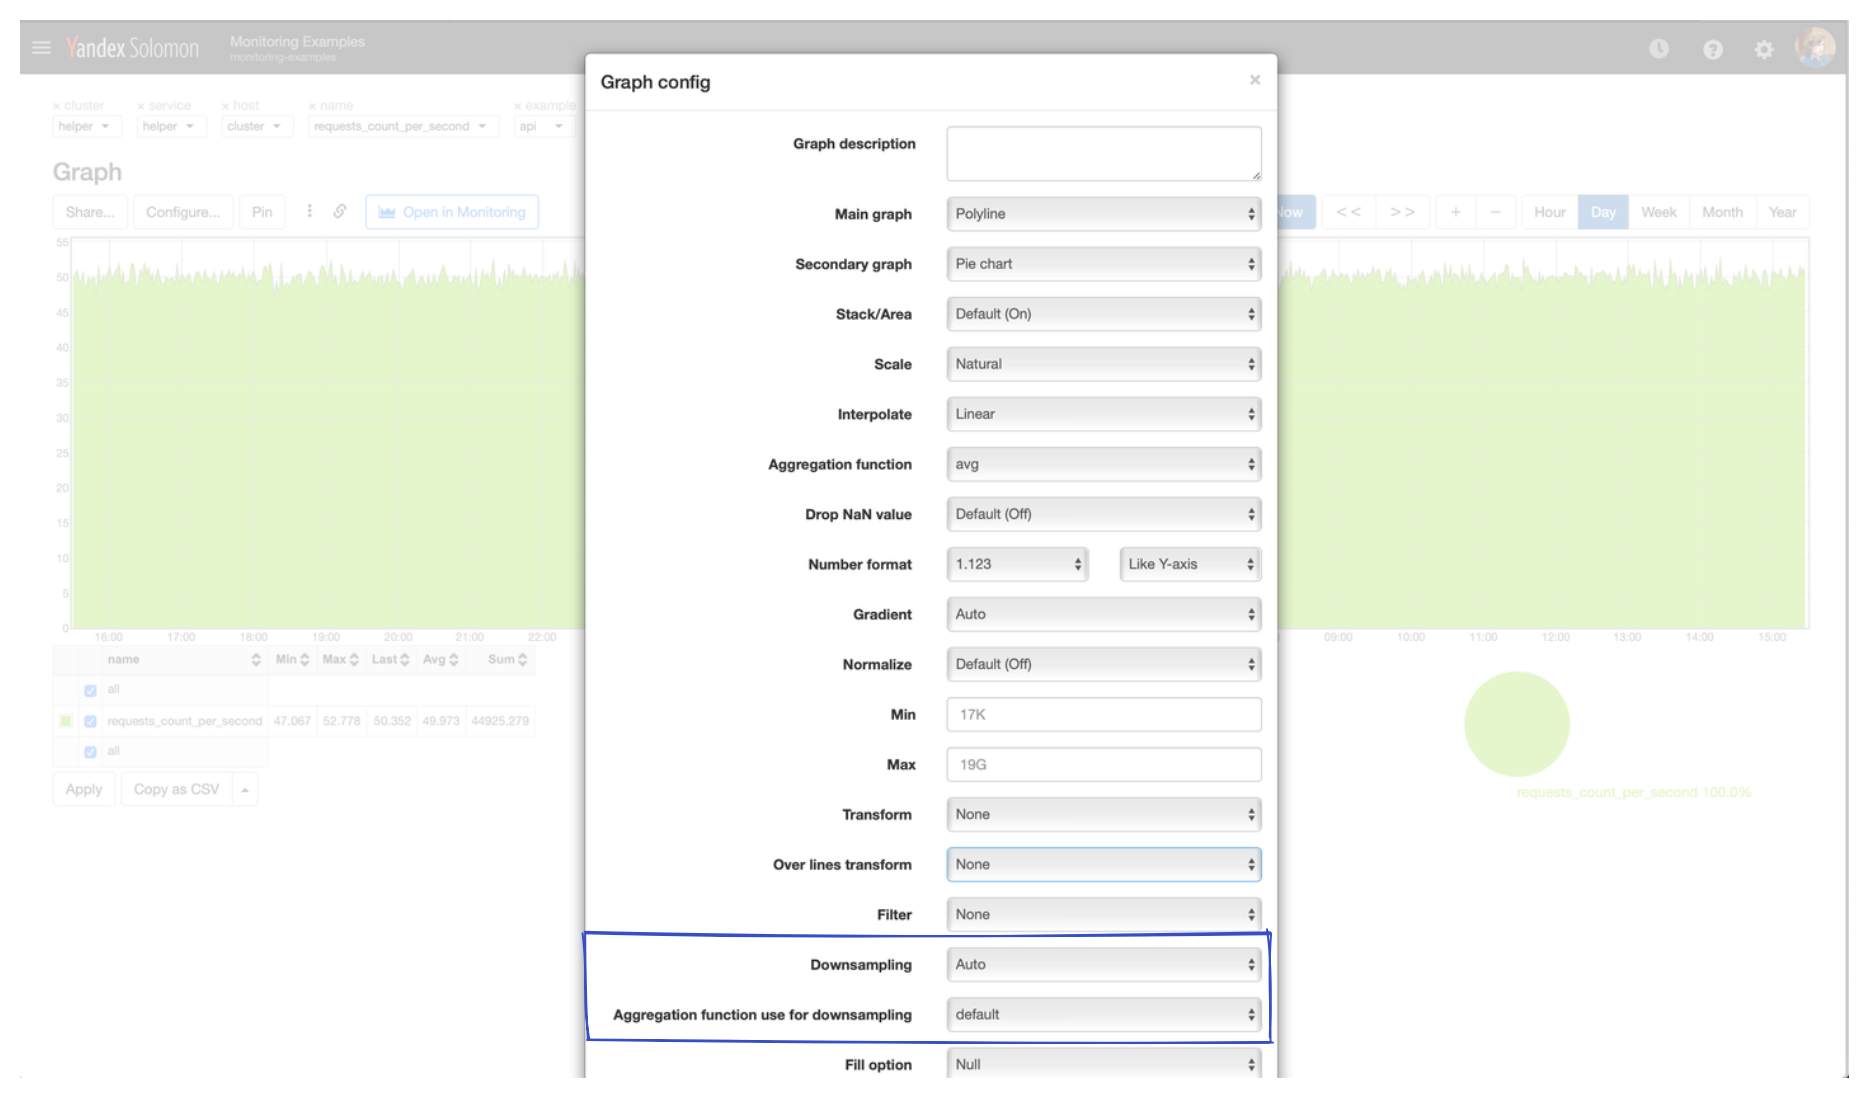 Yandex Solomon
Monitoring Examples
monitoring-examples
× cluster × service × host × name × example
helper helper cluster requests_count_per_second api
Graph
Share... Configure... Pin Open in Monitoring
Now << >> + − Hour Day Week Month Year
55
50
45
40
35
30
25
20
15
10
5
0
16:00 17:00 18:00 19:00 20:00 21:00 22:00
09:00 10:00 11:00 12:00 13:00 14:00 15:00
name Min Max Last Avg Sum
all
requests_count_per_second 47.067 52.778 50.352 49.973 44925.279
all
Apply Copy as CSV
requests_count_per_second 100.0%
Graph config ×
Graph description
Main graph Polyline
Secondary graph Pie chart
Stack/Area Default (On)
Scale Natural
Interpolate Linear
Aggregation function avg
Drop NaN value Default (Off)
Number format 1.123 Like Y-axis
Gradient Auto
Normalize Default (Off)
Min 17K
Max 19G
Transform None
Over lines transform None
Filter None
Downsampling Auto
Aggregation function use for downsampling default
Fill option Null